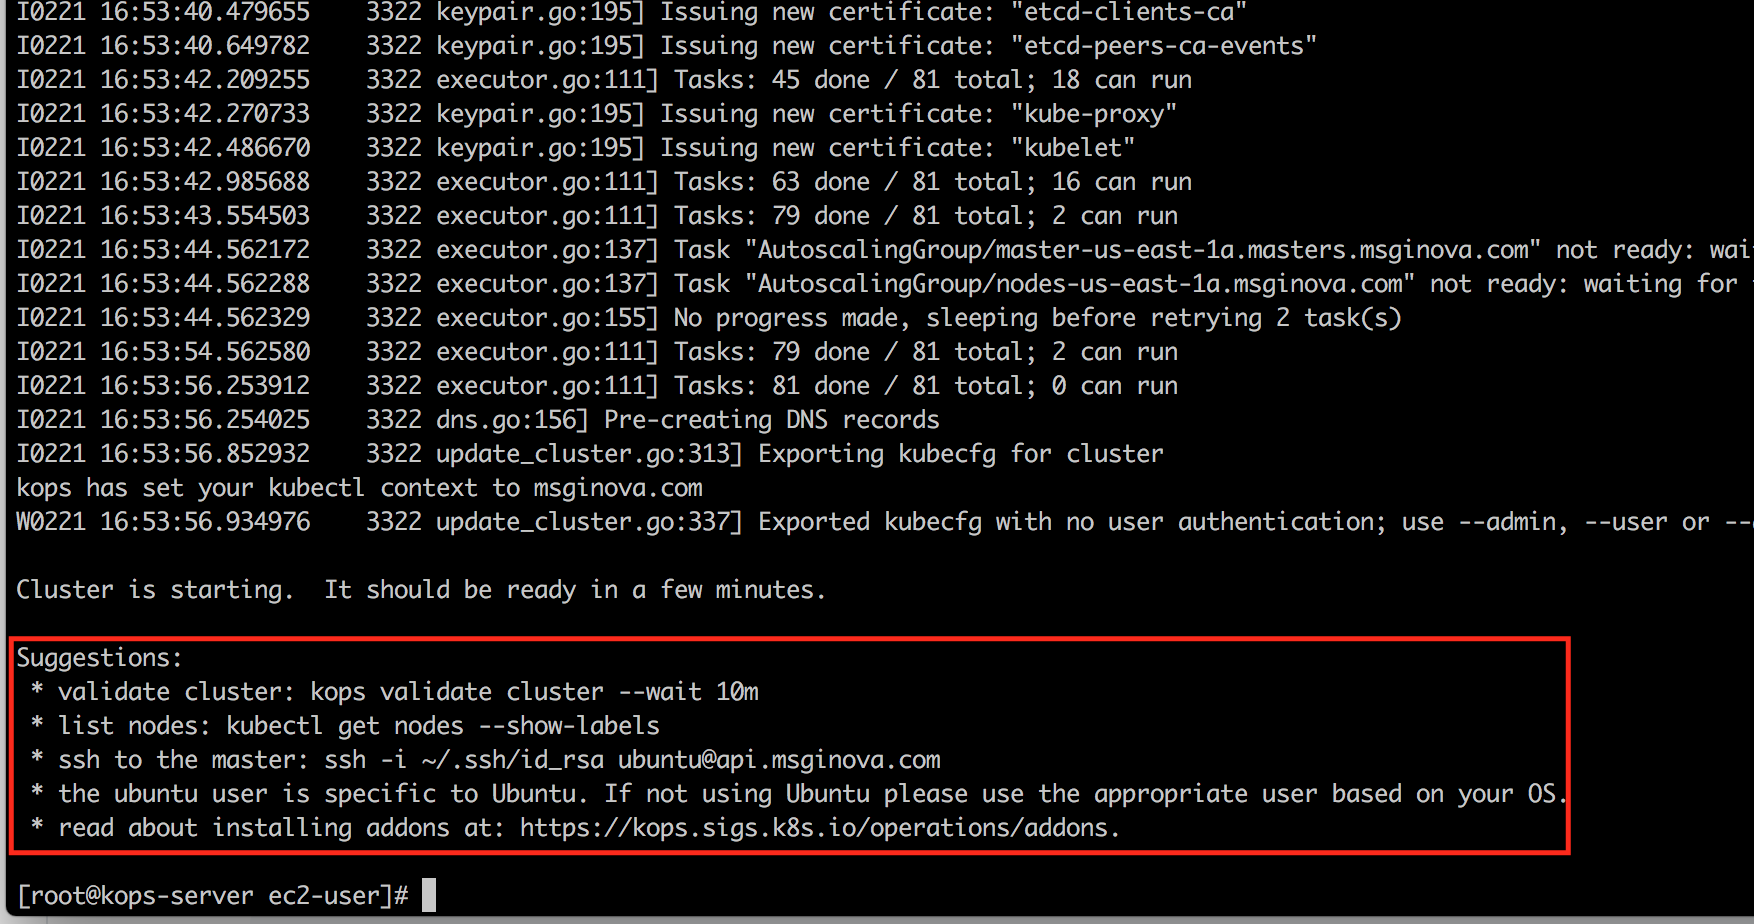 I0221 16:53:40.479655    3322 keypair.go:195] Issuing new certificate: "etcd-clients-ca"
I0221 16:53:40.649782    3322 keypair.go:195] Issuing new certificate: "etcd-peers-ca-events"
I0221 16:53:42.209255    3322 executor.go:111] Tasks: 45 done / 81 total; 18 can run
I0221 16:53:42.270733    3322 keypair.go:195] Issuing new certificate: "kube-proxy"
I0221 16:53:42.486670    3322 keypair.go:195] Issuing new certificate: "kubelet"
I0221 16:53:42.985688    3322 executor.go:111] Tasks: 63 done / 81 total; 16 can run
I0221 16:53:43.554503    3322 executor.go:111] Tasks: 79 done / 81 total; 2 can run
I0221 16:53:44.562172    3322 executor.go:137] Task "AutoscalingGroup/master-us-east-1a.masters.msginova.com" not ready:
I0221 16:53:44.562288    3322 executor.go:137] Task "AutoscalingGroup/nodes-us-east-1a.msginova.com" not ready: waiting for
I0221 16:53:44.562329    3322 executor.go:155] No progress made, sleeping before retrying 2 task(s)
I0221 16:53:54.562580    3322 executor.go:111] Tasks: 79 done / 81 total; 2 can run
I0221 16:53:56.253912    3322 executor.go:111] Tasks: 81 done / 81 total; 0 can run
I0221 16:53:56.254025    3322 dns.go:156] Pre-creating DNS records
I0221 16:53:56.852932    3322 update_cluster.go:313] Exporting kubecfg for cluster
kops has set your kubectl context to msginova.com
W0221 16:53:56.934976    3322 update_cluster.go:337] Exported kubecfg with no user authentication; use --admin, --user or
Cluster is starting.  It should be ready in a few minutes.
Suggestions:
 * validate cluster: kops validate cluster --wait 10m
 * list nodes: kubectl get nodes --show-labels
 * ssh to the master: ssh -i ~/.ssh/id_rsa ubuntu@api.msginova.com
 * the ubuntu user is specific to Ubuntu. If not using Ubuntu please use the appropriate user based on your OS.
 * read about installing addons at: https://kops.sigs.k8s.io/operations/addons.
[root@kops-server ec2-user]#